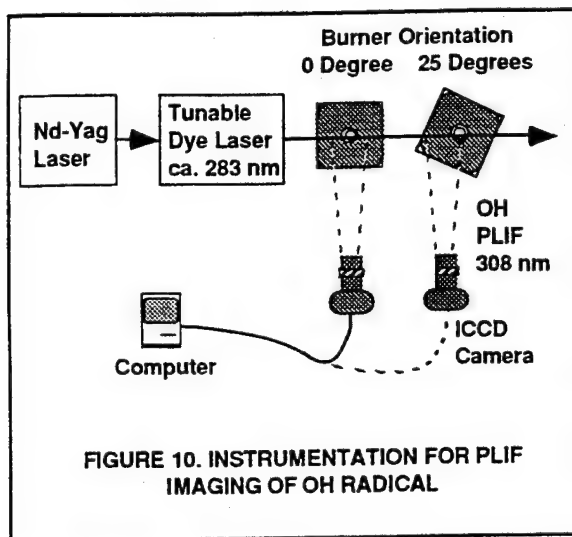 Burner Orientation
0 Degree 25 Degrees
Nd-Yag
Laser
Tunable
Dye Laser
ca. 283 nm
OH
PLIF
308 nm
ICCD
Camera
Computer
FIGURE 10. INSTRUMENTATION FOR PLIF
IMAGING OF OH RADICAL